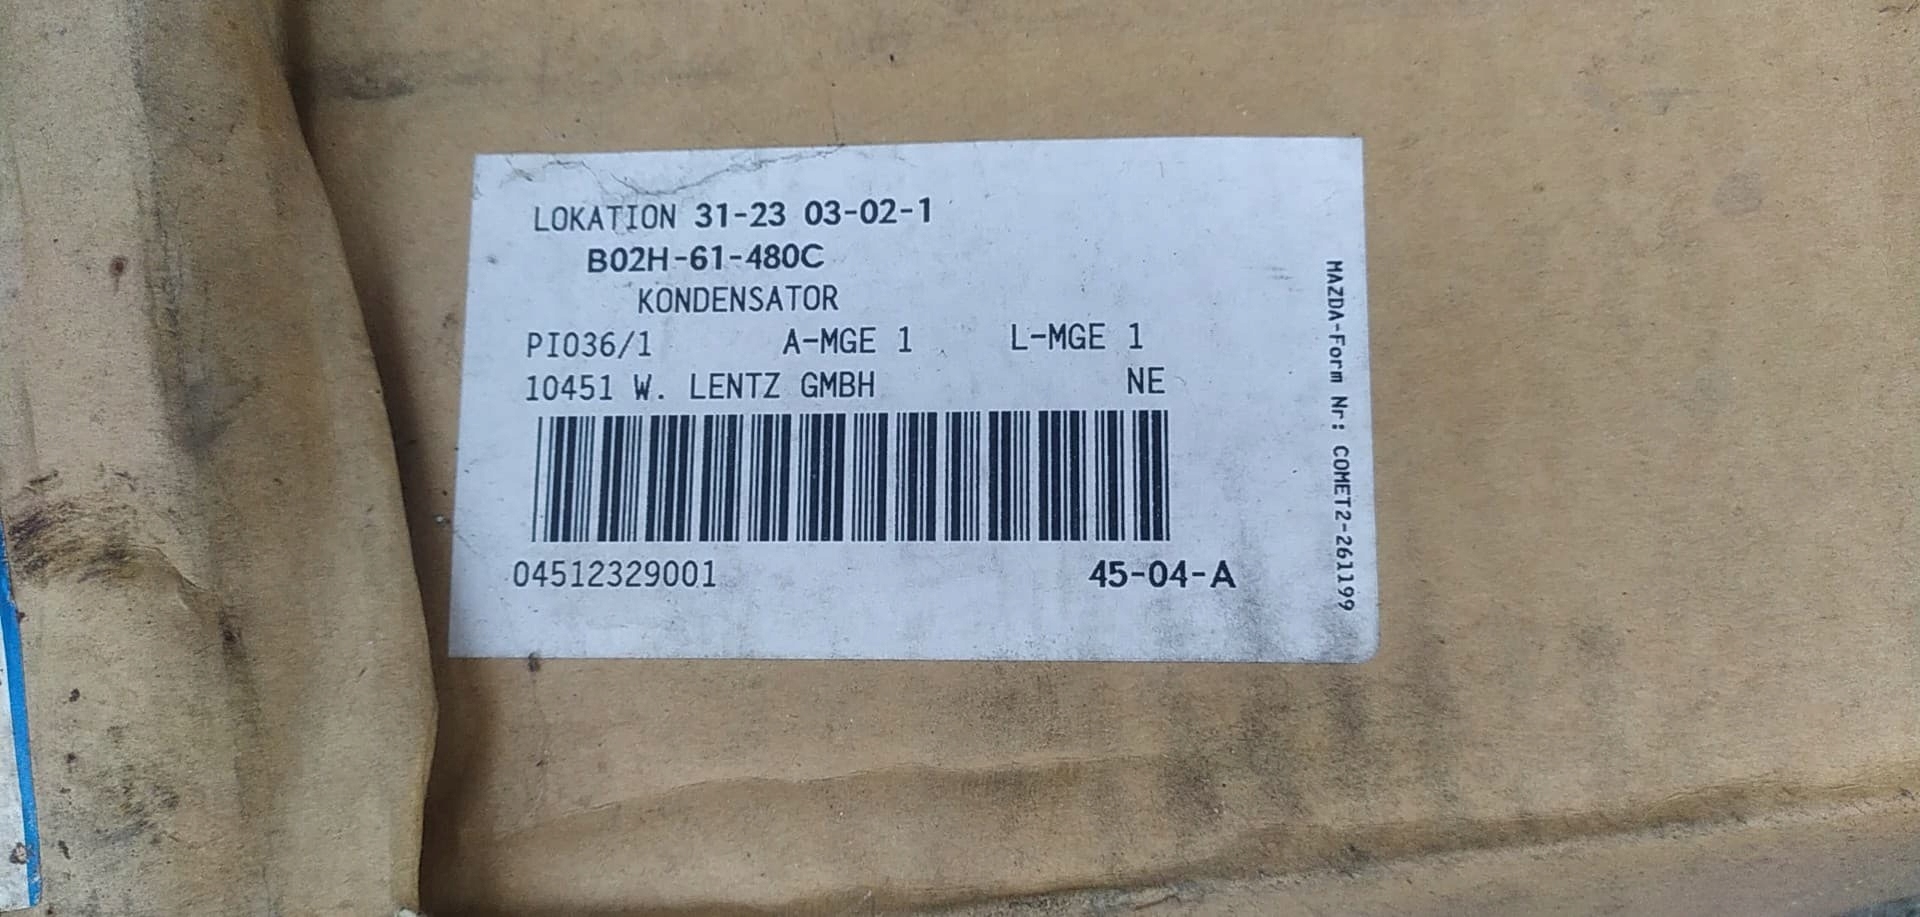 LOKATION 31-23 03-02-1
B02H-61-480C
KONDENSATOR
PI036/1 A-MGE 1 L-MGE 1
10451 W. LENTZ GMBH NE
04512329001 45-04-A
MAZDA-Form Nr: COMET2-261199